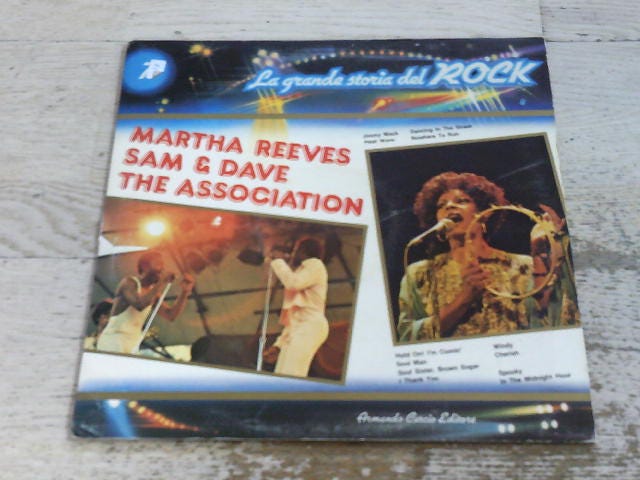 La grande storia del ROCK
MARTHA REEVES
SAM & DAVE
THE ASSOCIATION
Jimmy Mack Dancing In The Street
Heat Wave Nowhere To Run
Hold On! I'm Comin' Windy
Soul Man Cherish
Soul Sister, Brown Sugar Spooky
I Thank You In The Midnight Hour
Armando Curcio Editore